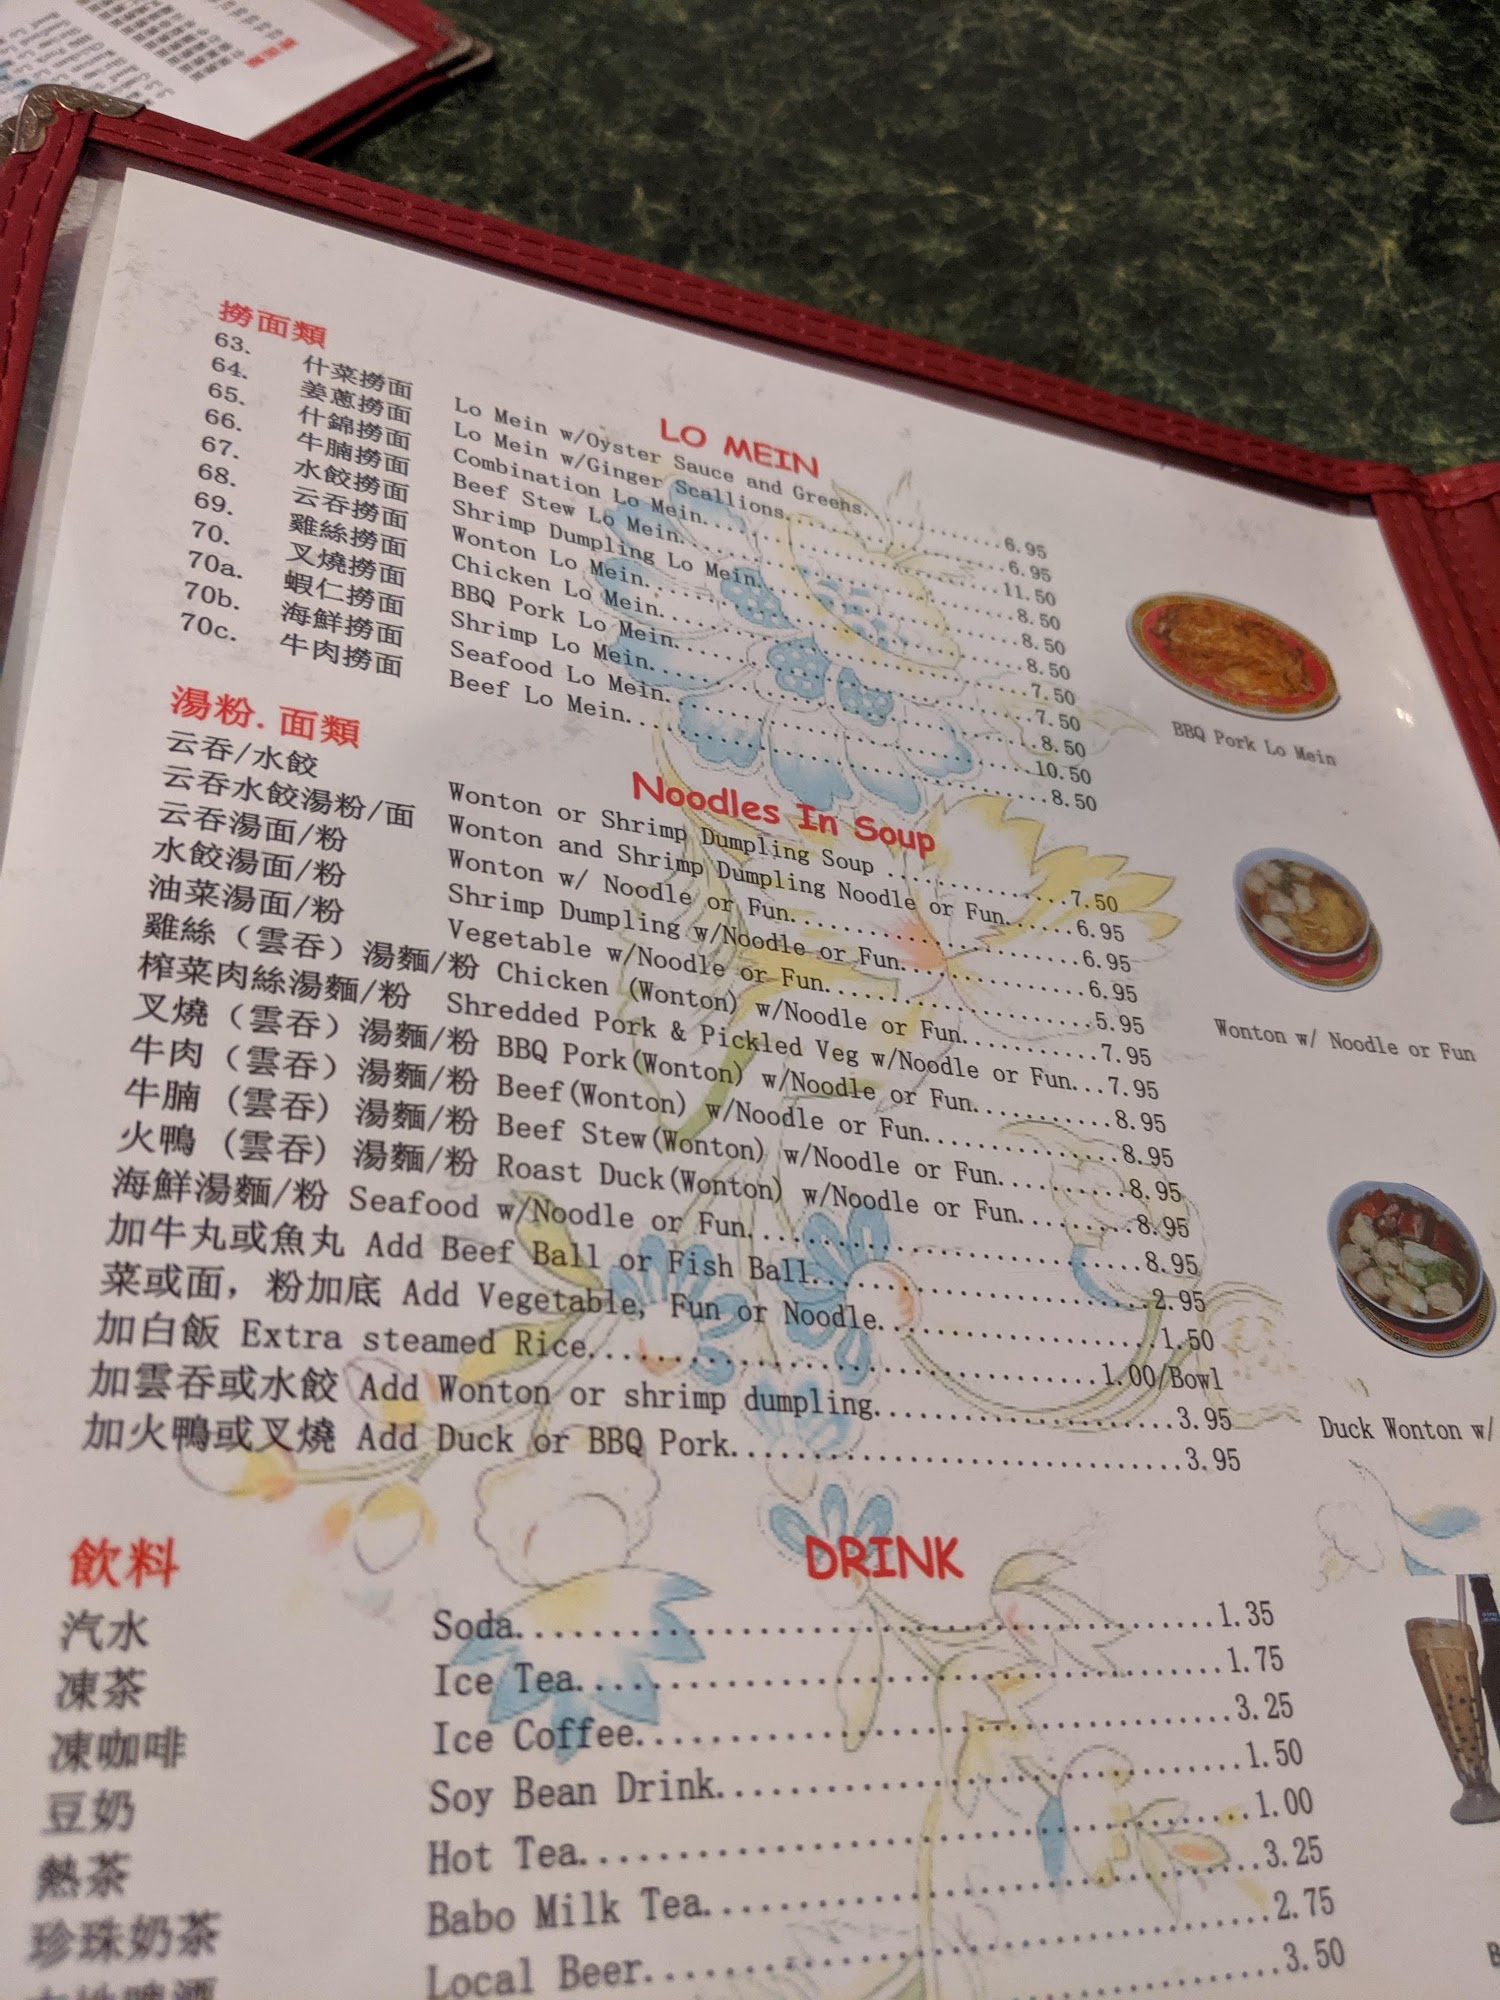 撈面類
LO MEIN
63. 什菜撈面 Lo Mein w/Oyster Sauce and Greens............6.95
64. 姜蔥撈面 Lo Mein w/Ginger Scallions..................6.95
65. 什錦撈面 Combination Lo Mein........................11.50
66. 牛腩撈面 Beef Stew Lo Mein..........................8.50
67. 水餃撈面 Shrimp Dumpling Lo Mein....................8.50
68. 云吞撈面 Wonton Lo Mein.............................8.50
69. 雞絲撈面 Chicken Lo Mein............................7.50
70. 叉燒撈面 BBQ Pork Lo Mein...........................7.50
70a. 蝦仁撈面 Shrimp Lo Mein............................8.50
70b. 海鮮撈面 Seafood Lo Mein...........................10.50
70c. 牛肉撈面 Beef Lo Mein..............................8.50
BBQ Pork Lo Mein
湯粉.面類
Noodles In Soup
云吞/水餃 Wonton or Shrimp Dumpling Soup ..............7.50
云吞水餃湯粉/面 Wonton and Shrimp Dumpling Noodle or Fun......6.95
云吞湯面/粉 Wonton w/ Noodle or Fun....................6.95
水餃湯面/粉 Shrimp Dumpling w/Noodle or Fun..............6.95
油菜湯面/粉 Vegetable w/Noodle or Fun....................5.95
雞絲（雲吞）湯麵/粉 Chicken (Wonton) w/Noodle or Fun...........7.95
榨菜肉絲湯麵/粉 Shredded Pork & Pickled Veg w/Noodle or Fun...7.95
叉燒（雲吞）湯麵/粉 BBQ Pork(Wonton) w/Noodle or Fun...........8.95
牛肉（雲吞）湯麵/粉 Beef(Wonton) w/Noodle or Fun...............8.95
牛腩 (雲吞) 湯麵/粉 Beef Stew(Wonton) w/Noodle or Fun..........8.95
火鴨 (雲吞) 湯麵/粉 Roast Duck(Wonton) w/Noodle or Fun.........8.95
海鮮湯麵/粉 Seafood w/Noodle or Fun..........................8.95
加牛丸或魚丸 Add Beef Ball or Fish Ball........................2.95
菜或面，粉加底 Add Vegetable, Fun or Noodle....................1.50
加白飯 Extra steamed Rice..............................1.00/Bowl
加雲吞或水餃 Add Wonton or shrimp dumpling.....................3.95
加火鴨或叉燒 Add Duck or BBQ Pork..............................3.95
Wonton w/ Noodle or Fun
Duck Wonton w/
飲料
DRINK
汽水 Soda..............................................1.35
凍茶 Ice Tea...........................................1.75
凍咖啡 Ice Coffee......................................3.25
豆奶 Soy Bean Drink....................................1.50
熱茶 Hot Tea...........................................1.00
珍珠奶茶 Babo Milk Tea.................................3.25
Local Beer.............................................2.75
3.50